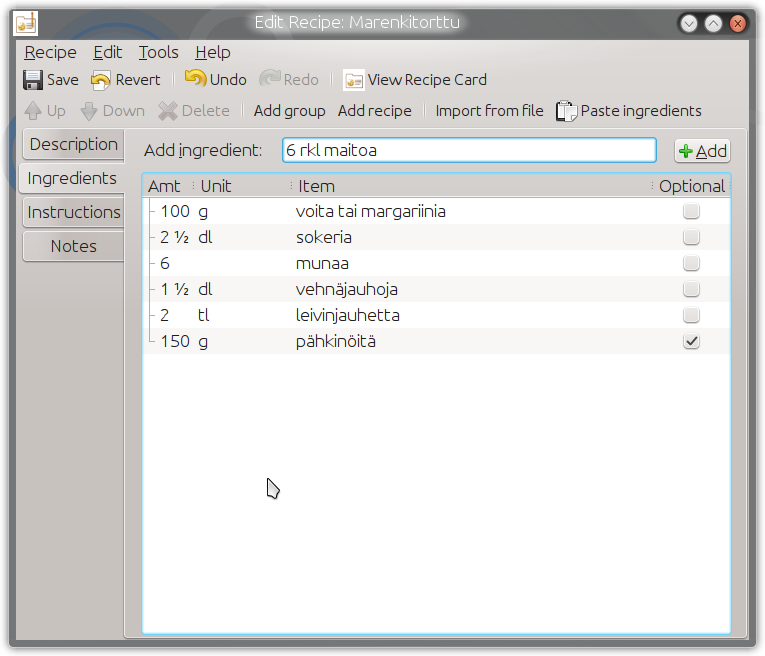 Edit Recipe: Marenkitorttu
Recipe Edit Tools Help
Save Revert Undo Redo View Recipe Card
Up Down Delete Add group Add recipe Import from file Paste ingredients
Description
Add ingredient: 6 rkl maitoa Add
Ingredients
Instructions
Notes
Amt Unit Item Optional
100 g voita tai margariinia
2 ½ dl sokeria
6 munaa
1 ½ dl vehnäjauhoja
2 tl leivinjauhetta
150 g pähkinöitä